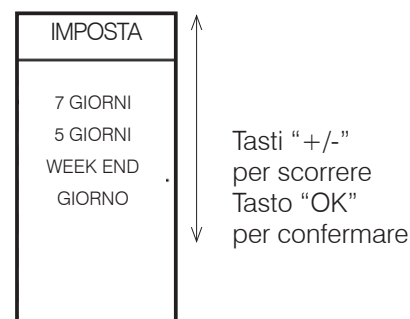 IMPOSTA
7 GIORNI
5 GIORNI
WEEK END
GIORNO
Tasti “+/-”
per scorrere
Tasto “OK”
per confermare